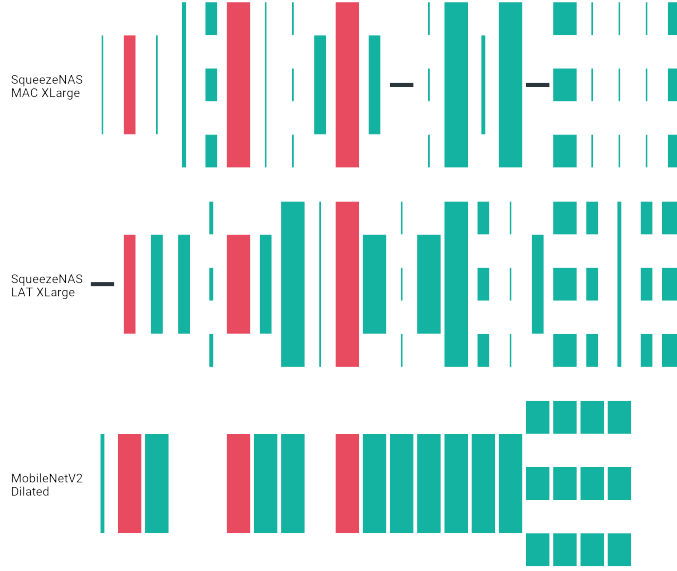 SqueezeNAS
MAC XLarge
SqueezeNAS
LAT XLarge
MobileNetV2
Dilated